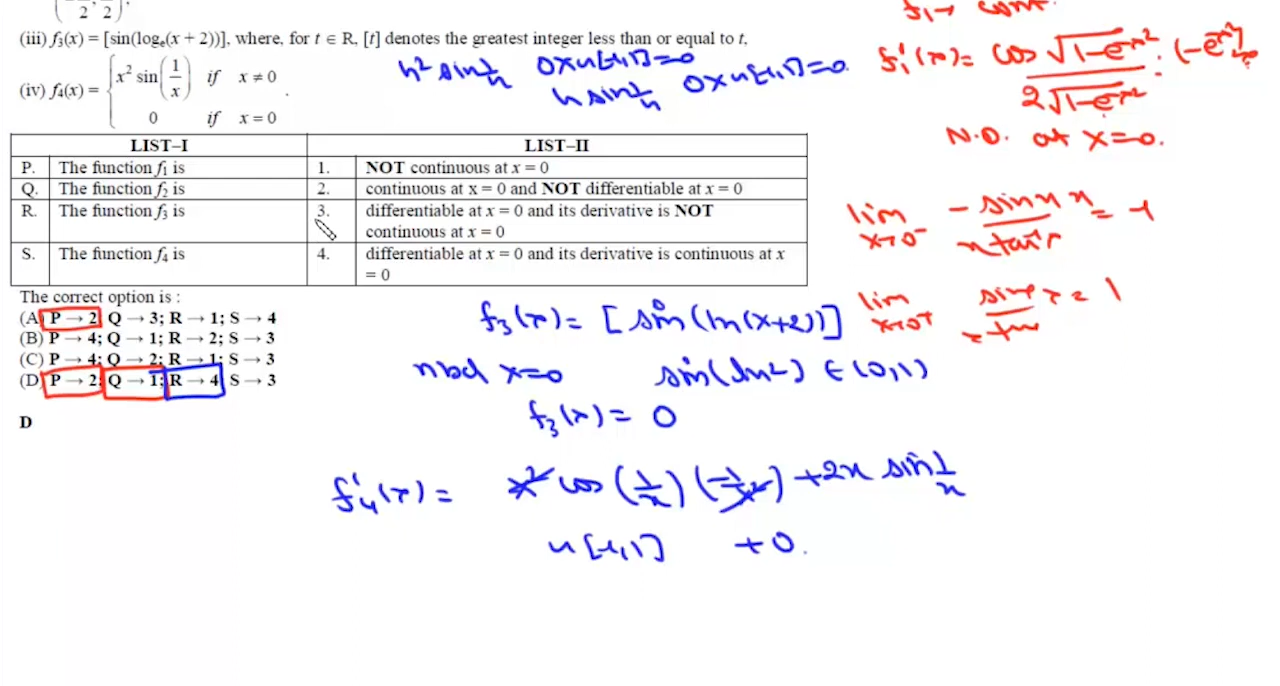 (iii) f₃(x) = [sin(logₑ(x + 2))], where, for t ∈ R, [t] denotes the greatest integer less than or equal to t,
(iv) f₄(x) = { x² sin(1/x) if x ≠ 0
0 if x = 0 .
LIST–I LIST–II
P. The function f₁ is 1. NOT continuous at x = 0
Q. The function f₂ is 2. continuous at x = 0 and NOT differentiable at x = 0
R. The function f₃ is 3. differentiable at x = 0 and its derivative is NOT
continuous at x = 0
S. The function f₄ is 4. differentiable at x = 0 and its derivative is continuous at x
= 0
The correct option is :
(A) P → 2; Q → 3; R → 1; S → 4
(B) P → 4; Q → 1; R → 2; S → 3
(C) P → 4; Q → 2; R → 1; S → 3
(D) P → 2; Q → 1; R → 4; S → 3
D
h² sin 1/h 0×u[-1,1]=0
h sin 1/h 0×u[-1,1]=0
f₁→ cont.
f₁'(x)= cos √1-e^-x²
2√1-e^-x²
N.D. at x=0.
lim x→0⁻ - sin x = -1
lim x→0⁺ = 1
f₃(x) = [ sin (ln(x+2))]
nbd x=0 sin(ln2) ∈ (0,1)
f₃(x) = 0
f₄'(x) = x² cos (1/x) (-1/x²) +2x sin 1/x
u [-1,1] +0.